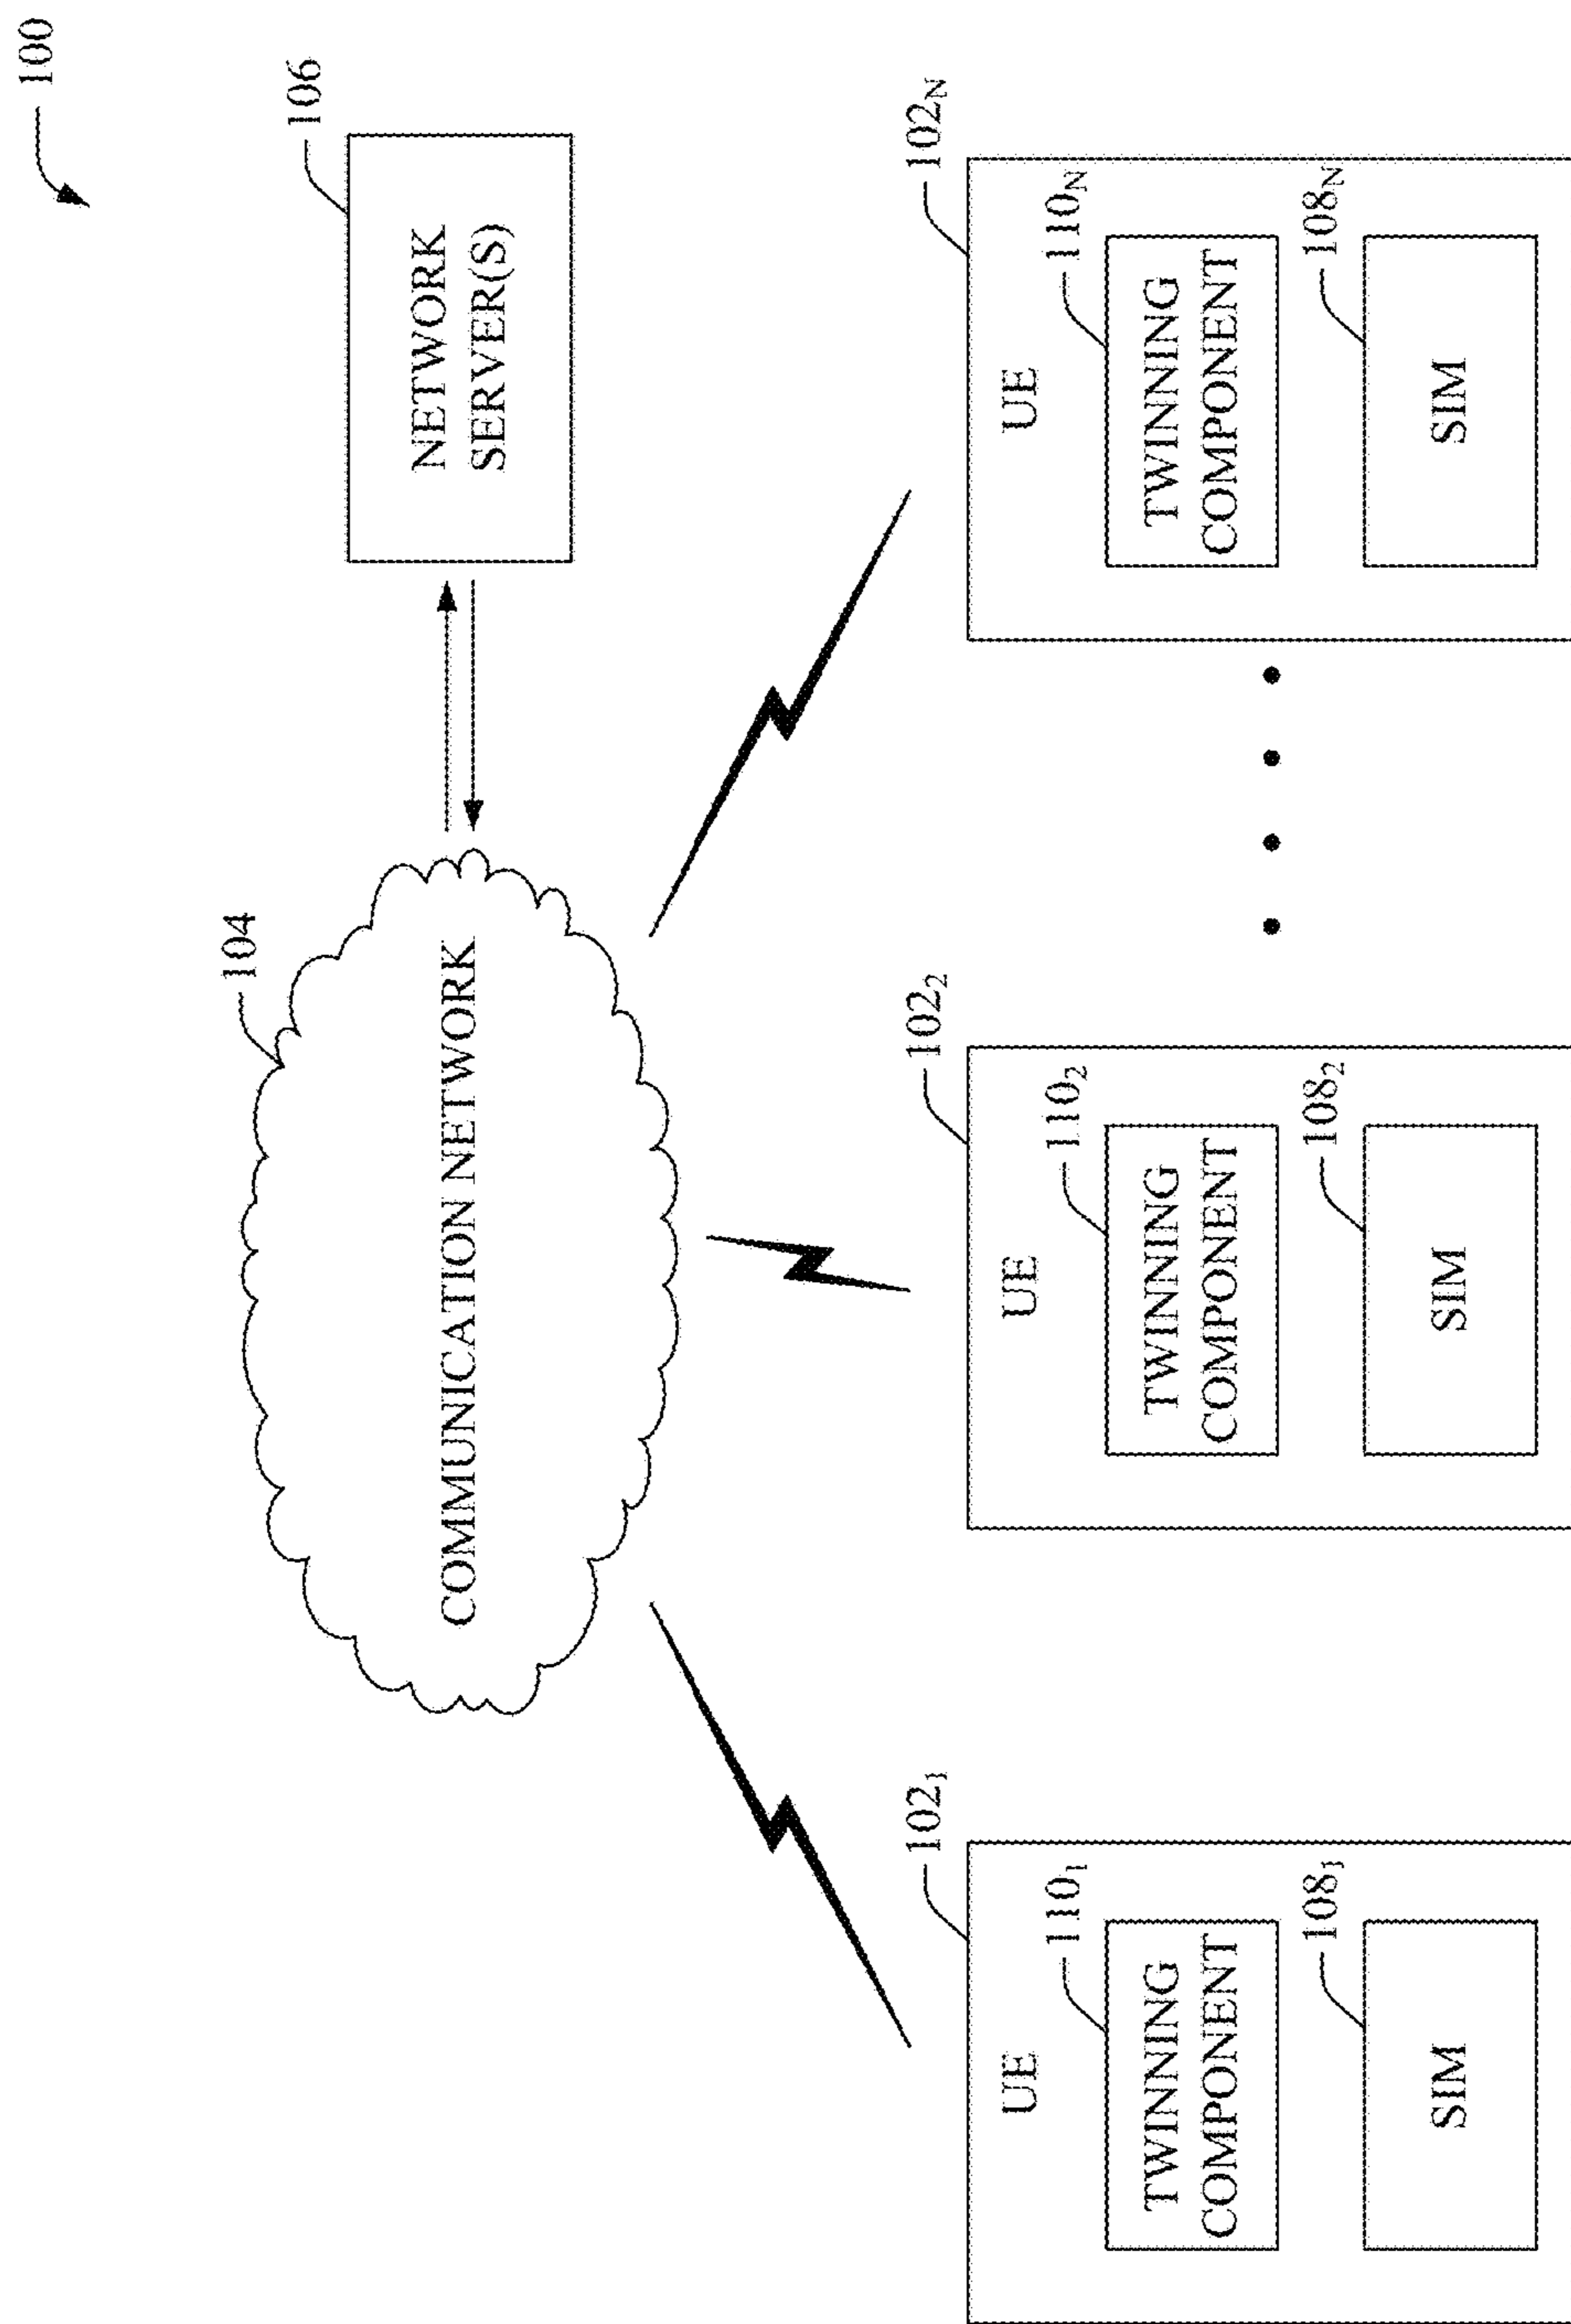 100
106
NETWORK
SERVER(S)
104
COMMUNICATION NETWORK
102₁
UE
110₁
TWINNING
COMPONENT
108₁
SIM
102₂
UE
110₂
TWINNING
COMPONENT
108₂
SIM
102ₙ
UE
110ₙ
TWINNING
COMPONENT
108ₙ
SIM